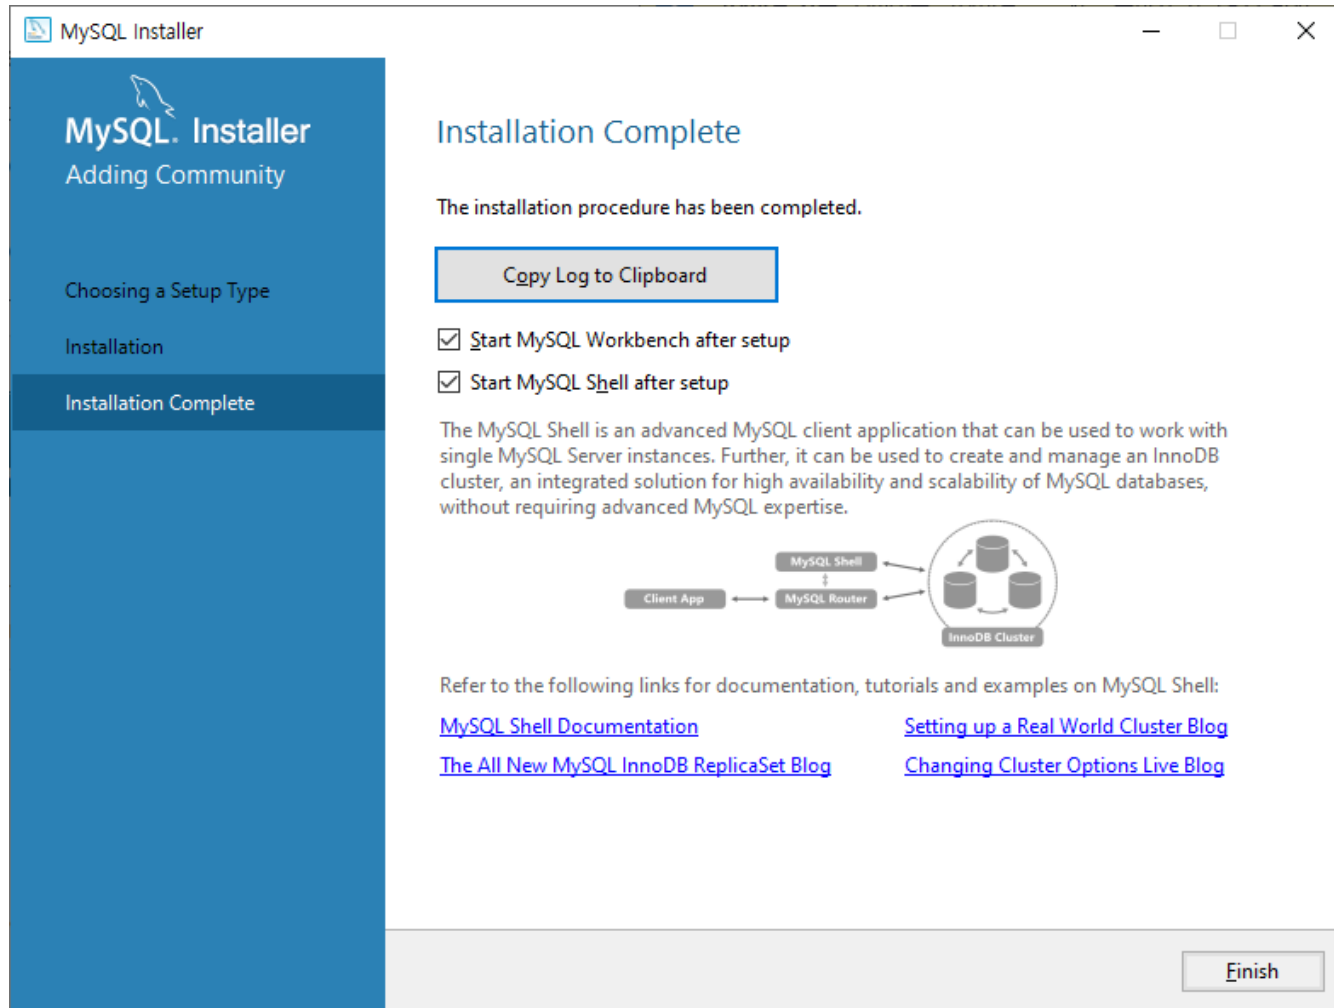 MySQL Installer
MySQL. Installer
Adding Community
Choosing a Setup Type
Installation
Installation Complete
Installation Complete
The installation procedure has been completed.
Copy Log to Clipboard
Start MySQL Workbench after setup
Start MySQL Shell after setup
The MySQL Shell is an advanced MySQL client application that can be used to work with
single MySQL Server instances. Further, it can be used to create and manage an InnoDB
cluster, an integrated solution for high availability and scalability of MySQL databases,
without requiring advanced MySQL expertise.
MySQL Shell
Client App
MySQL Router
InnoDB Cluster
Refer to the following links for documentation, tutorials and examples on MySQL Shell:
MySQL Shell Documentation
Setting up a Real World Cluster Blog
The All New MySQL InnoDB ReplicaSet Blog
Changing Cluster Options Live Blog
Finish